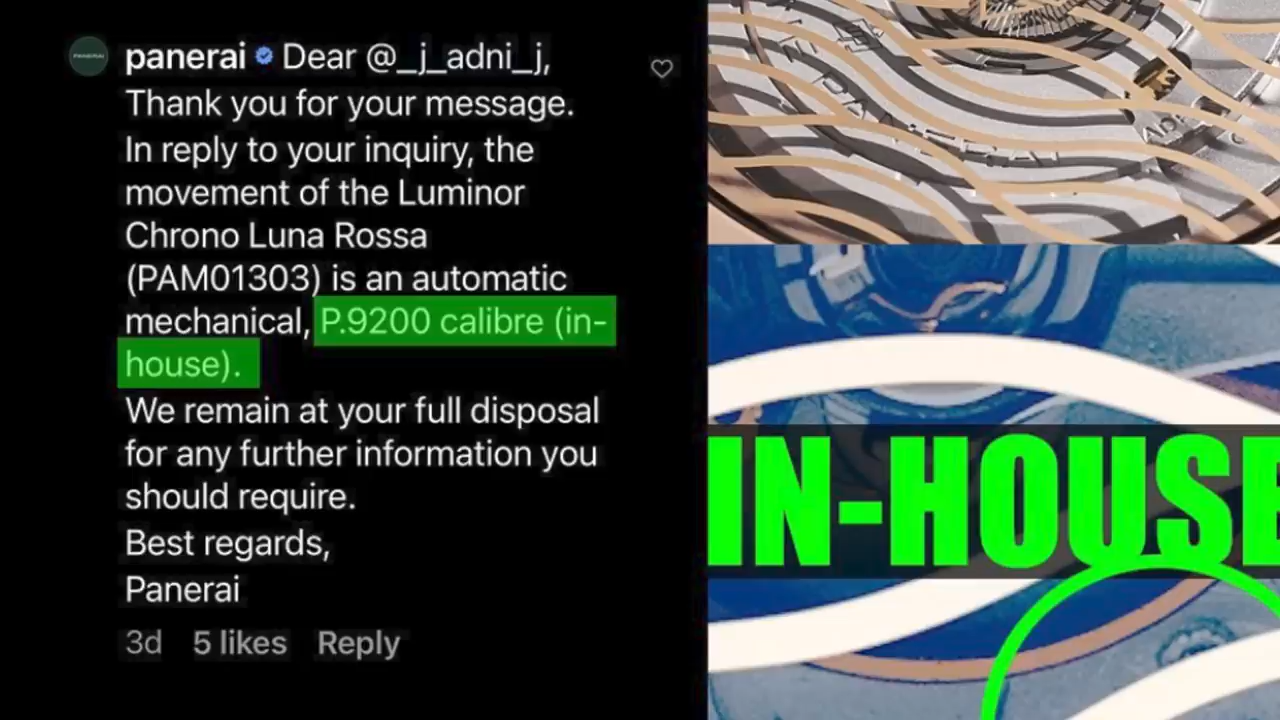 panerai Dear @_j_adni_j,
Thank you for your message.
In reply to your inquiry, the
movement of the Luminor
Chrono Luna Rossa
(PAM01303) is an automatic
mechanical, P.9200 calibre (in-
house).
We remain at your full disposal
for any further information you
should require.
Best regards,
Panerai
3d 5 likes Reply
IN-HOUSE